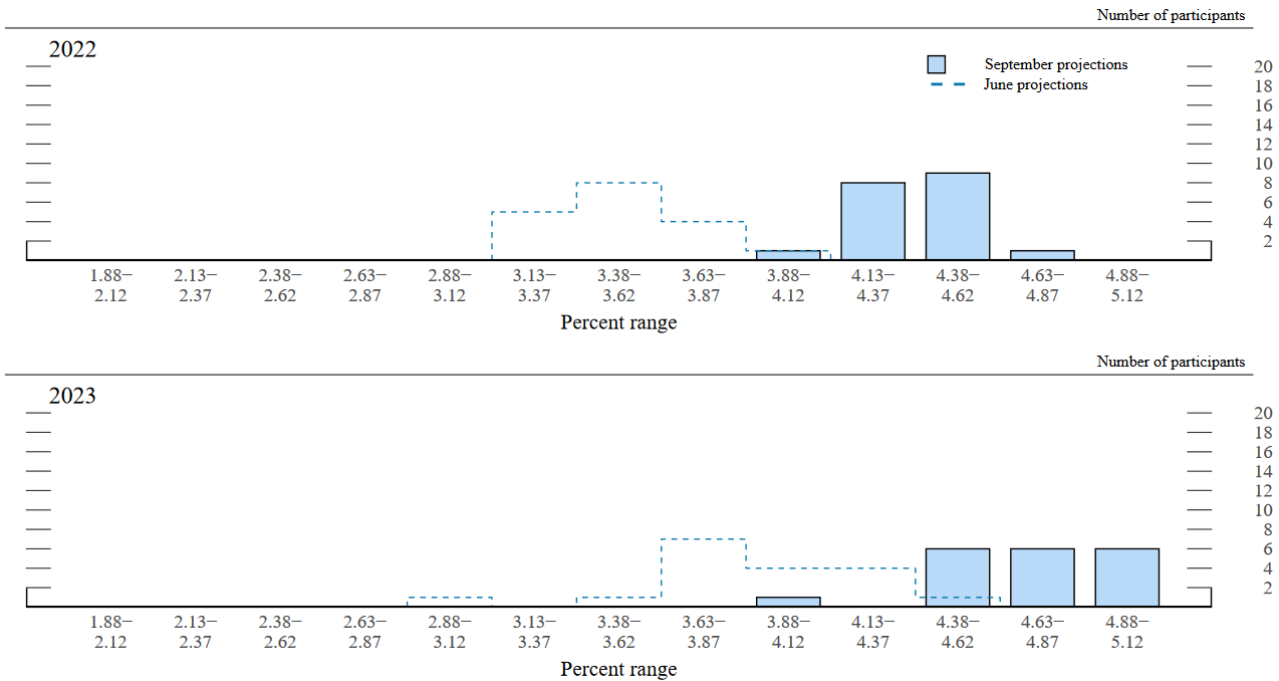 Number of participants
2022
September projections
June projections
20
18
16
14
12
10
8
6
4
2
1.88− 2.13− 2.38− 2.63− 2.88− 3.13− 3.38− 3.63− 3.88− 4.13− 4.38− 4.63− 4.88−
2.12 2.37 2.62 2.87 3.12 3.37 3.62 3.87 4.12 4.37 4.62 4.87 5.12
Percent range
Number of participants
2023
20
18
16
14
12
10
8
6
4
2
1.88− 2.13− 2.38− 2.63− 2.88− 3.13− 3.38− 3.63− 3.88− 4.13− 4.38− 4.63− 4.88−
2.12 2.37 2.62 2.87 3.12 3.37 3.62 3.87 4.12 4.37 4.62 4.87 5.12
Percent range